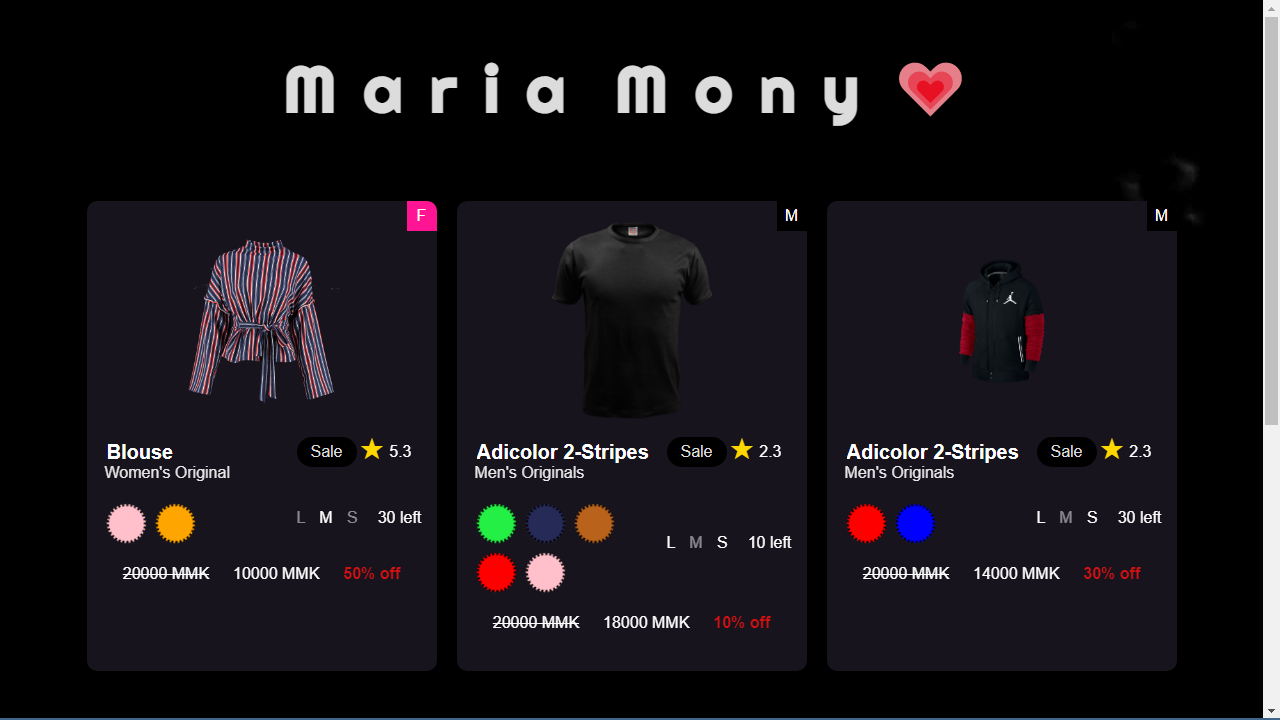 Maria Mony
F
Blouse Sale 5.3
Women's Original
L M S 30 left
20000 MMK 10000 MMK 50% off
M
Adicolor 2-Stripes Sale 2.3
Men's Originals
L M S 10 left
20000 MMK 18000 MMK 10% off
M
Adicolor 2-Stripes Sale 2.3
Men's Originals
L M S 30 left
20000 MMK 14000 MMK 30% off